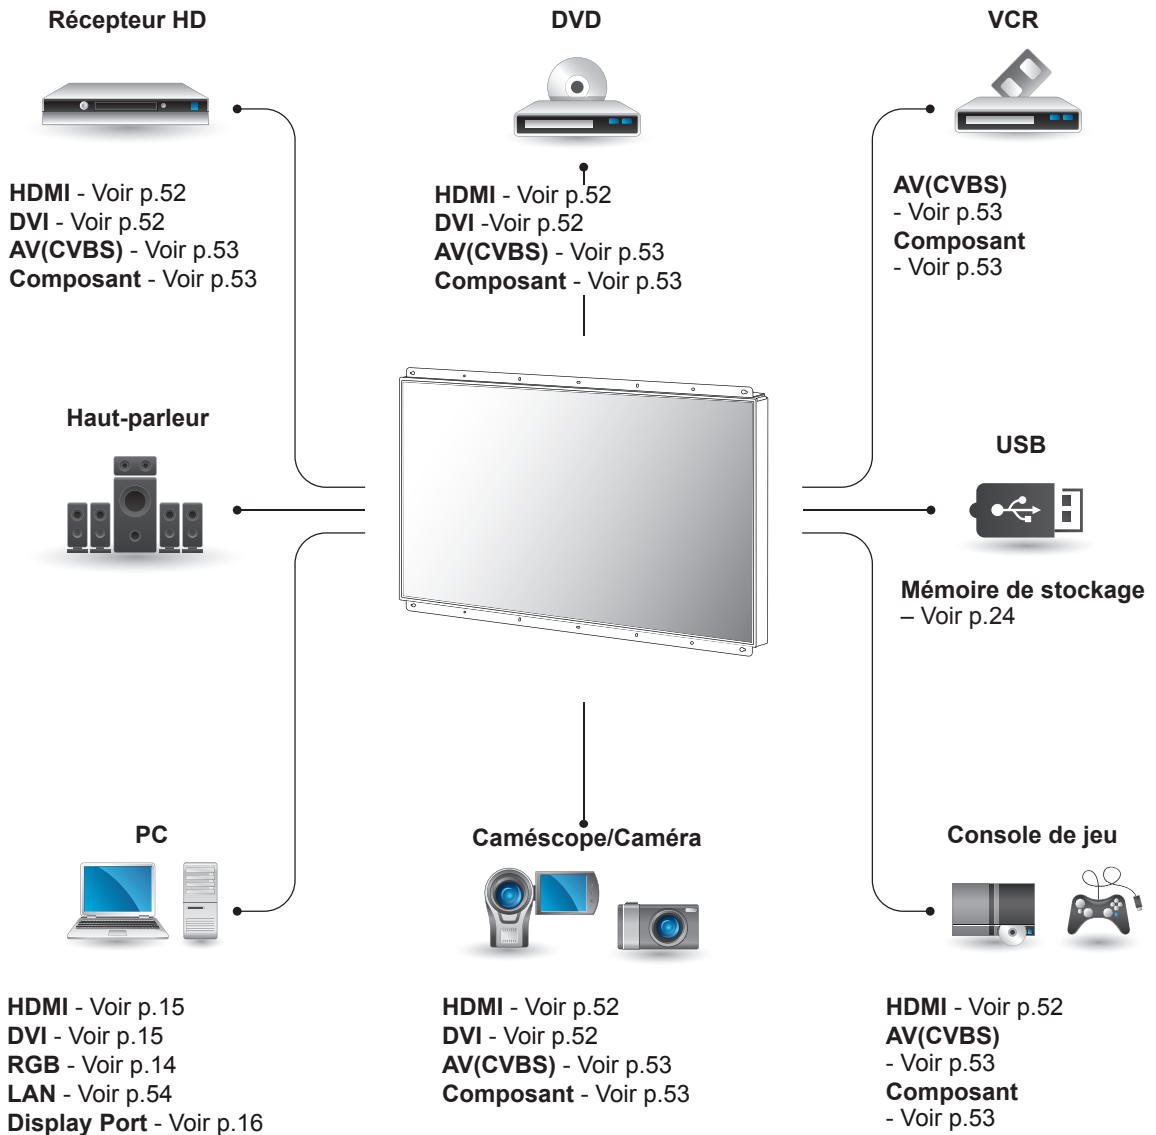 Récepteur HD
HDMI - Voir p.52
DVI - Voir p.52
AV(CVBS) - Voir p.53
Composant - Voir p.53
DVD
HDMI - Voir p.52
DVI -Voir p.52
AV(CVBS) - Voir p.53
Composant - Voir p.53
VCR
AV(CVBS)
- Voir p.53
Composant
- Voir p.53
Haut-parleur
USB
Mémoire de stockage
– Voir p.24
PC
HDMI - Voir p.15
DVI - Voir p.15
RGB - Voir p.14
LAN - Voir p.54
Display Port - Voir p.16
Caméscope/Caméra
HDMI - Voir p.52
DVI - Voir p.52
AV(CVBS) - Voir p.53
Composant - Voir p.53
Console de jeu
HDMI - Voir p.52
AV(CVBS)
- Voir p.53
Composant
- Voir p.53